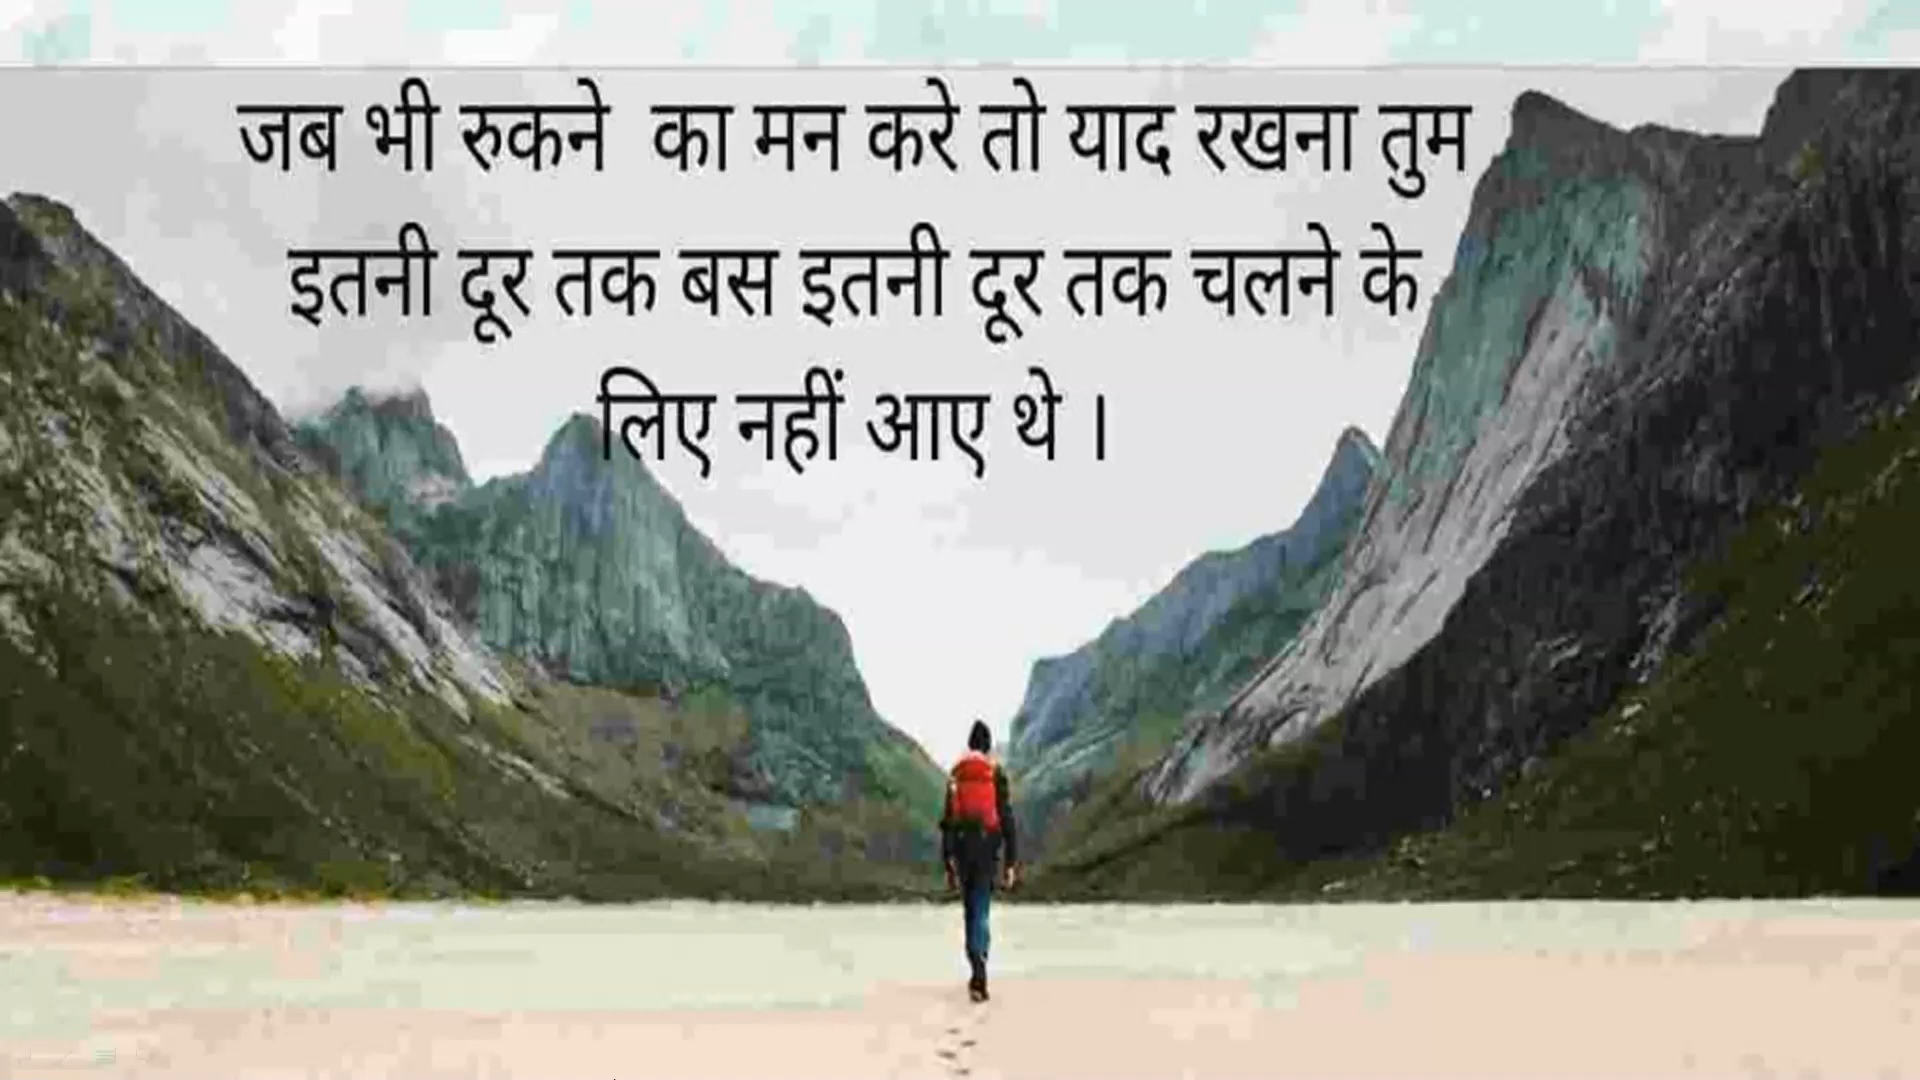 जब भी रुकने का मन करे तो याद रखना तुम
इतनी दूर तक बस इतनी दूर तक चलने के
लिए नहीं आए थे ।